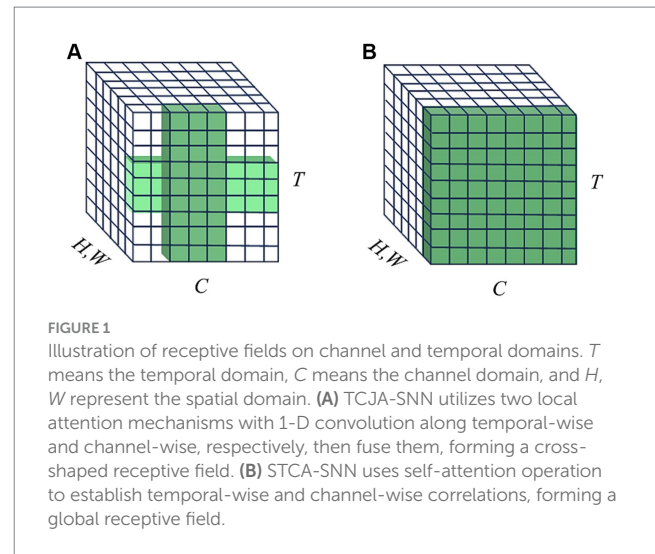 A
B
T
T
H,W
H,W
C
C
FIGURE 1
Illustration of receptive fields on channel and temporal domains. T
means the temporal domain, C means the channel domain, and H,
W represent the spatial domain. (A) TCJA-SNN utilizes two local
attention mechanisms with 1-D convolution along temporal-wise
and channel-wise, respectively, then fuse them, forming a cross-
shaped receptive field. (B) STCA-SNN uses self-attention operation
to establish temporal-wise and channel-wise correlations, forming a
global receptive field.